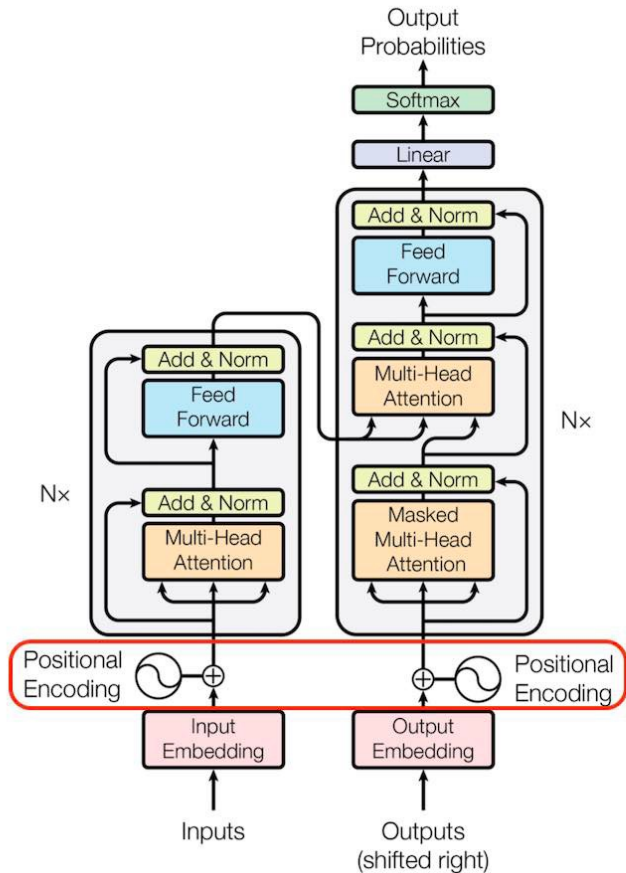 Output
Probabilities
Softmax
Linear
Add & Norm
Feed
Forward
Add & Norm
Multi-Head
Attention
Add & Norm
Masked
Multi-Head
Attention
N×
Add & Norm
Feed
Forward
N×
Add & Norm
Multi-Head
Attention
Positional
Encoding
Positional
Encoding
Input
Embedding
Output
Embedding
Inputs
Outputs
(shifted right)